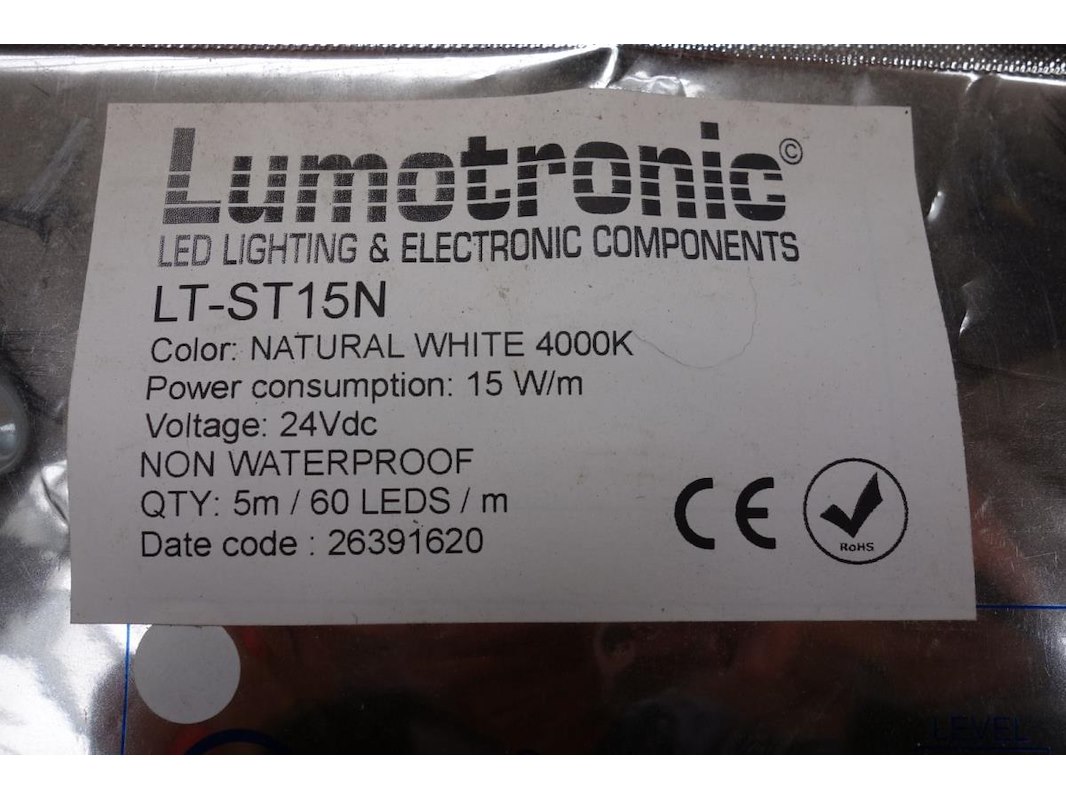 Lumotronic©
LED LIGHTING & ELECTRONIC COMPONENTS
LT-ST15N
Color: NATURAL WHITE 4000K
Power consumption: 15 W/m
Voltage: 24Vdc
NON WATERPROOF
QTY: 5m / 60 LEDS / m
Date code : 26391620
CE
RoHS
LEVEL